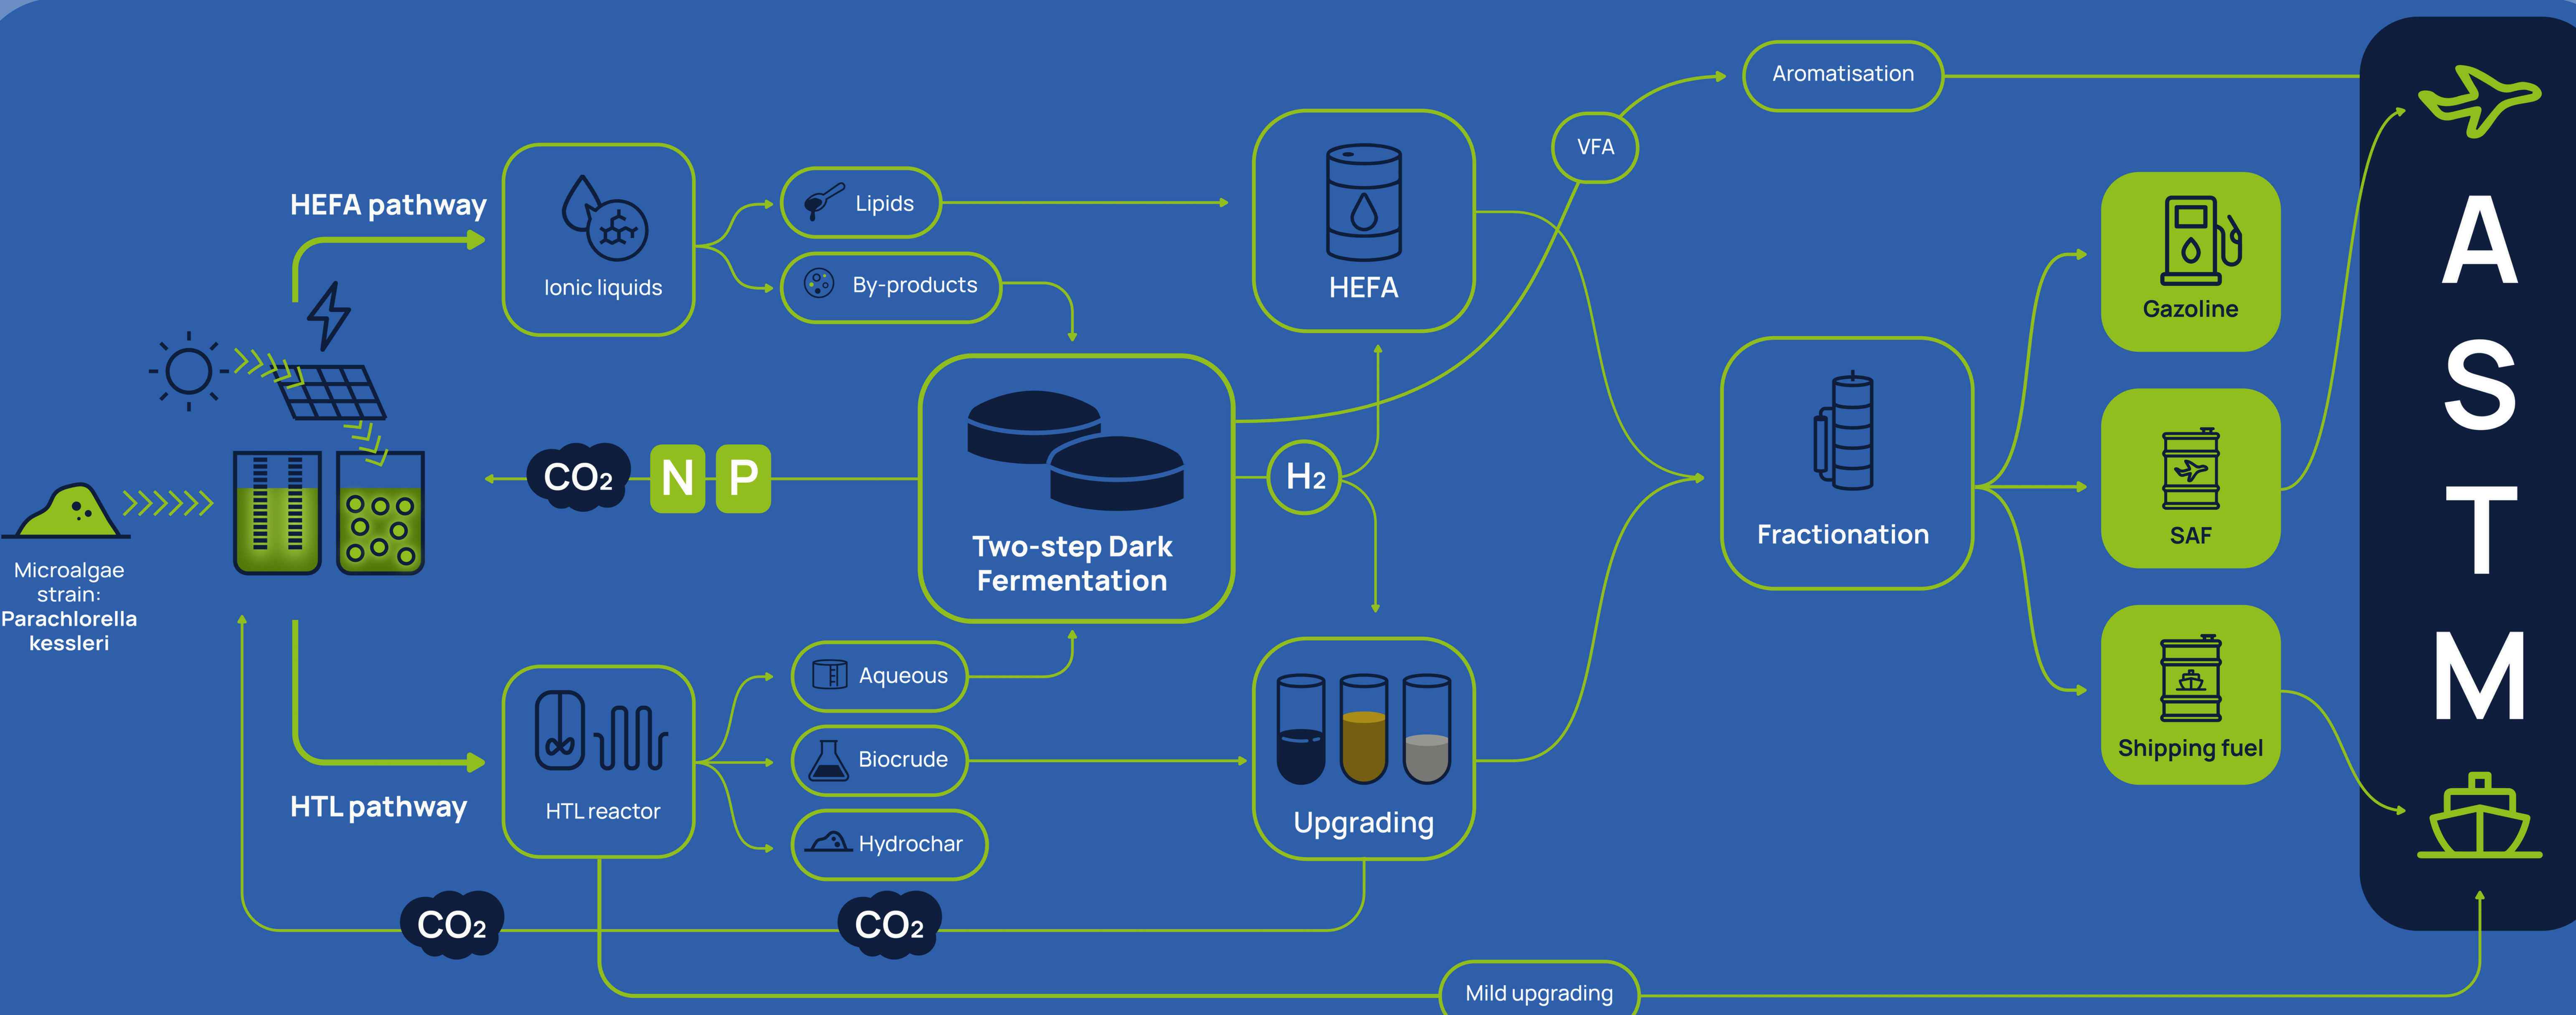 Aromatisation
VFA
HEFA pathway
Ionic liquids
Lipids
By-products
HEFA
Gazoline
CO₂
N
P
H₂
Two-step Dark
Fermentation
Fractionation
SAF
Microalgae
strain:
Parachlorella
kessleri
HTL pathway
HTL reactor
Aqueous
Biocrude
Hydrochar
Upgrading
Shipping fuel
CO₂
CO₂
Mild upgrading
A
S
T
M